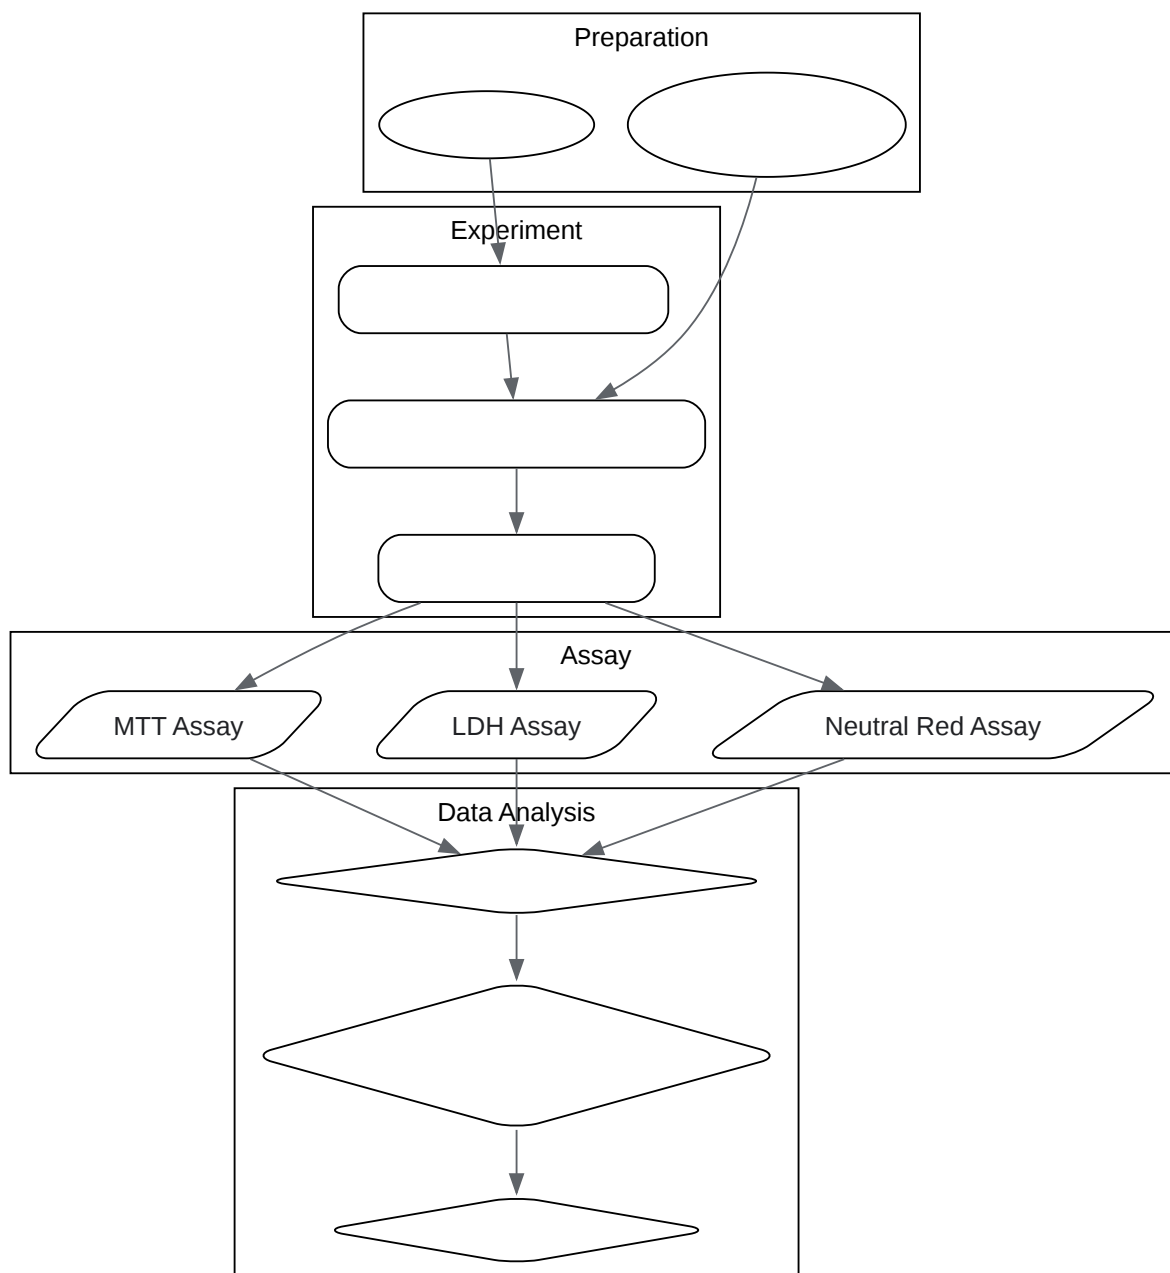 Preparation
Experiment
Assay
MTT Assay
LDH Assay
Neutral Red Assay
Data Analysis